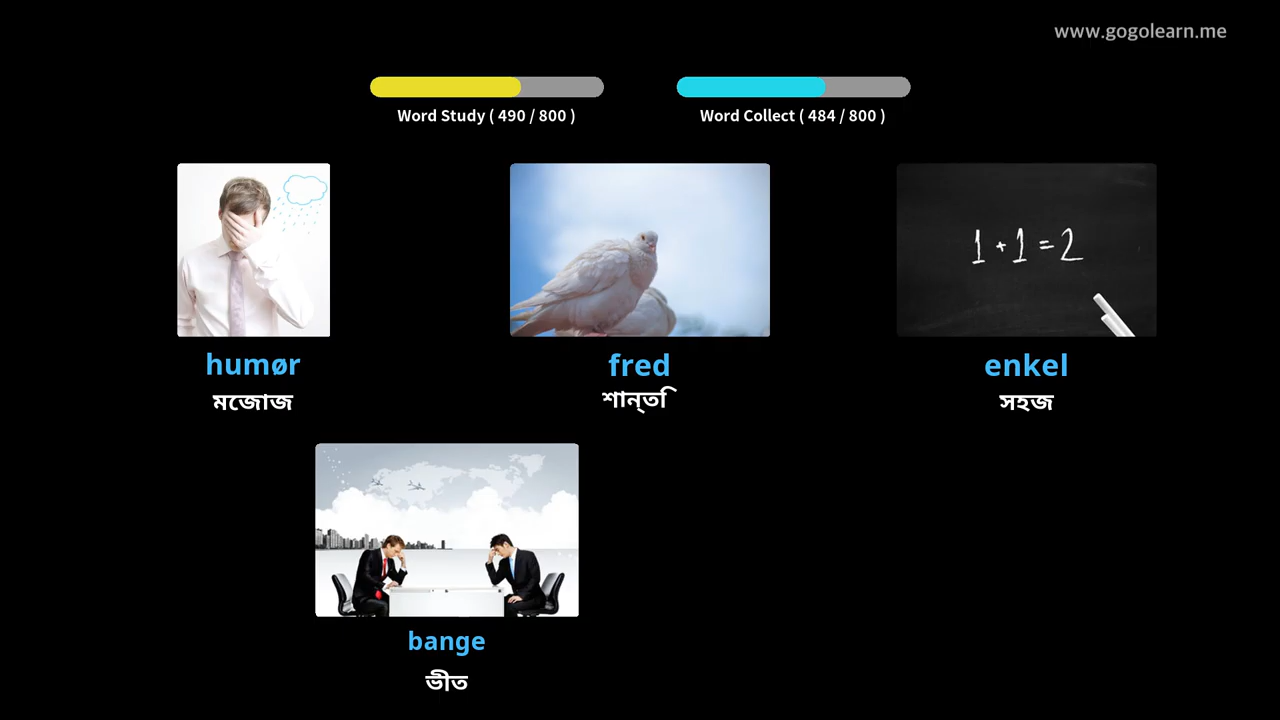 www.gogolearn.me
Word Study ( 490 / 800 )
Word Collect ( 484 / 800 )
humør
fred
enkel
মজোজ
শান্তি
সহজ
1 + 1 = 2
bange
ভীত